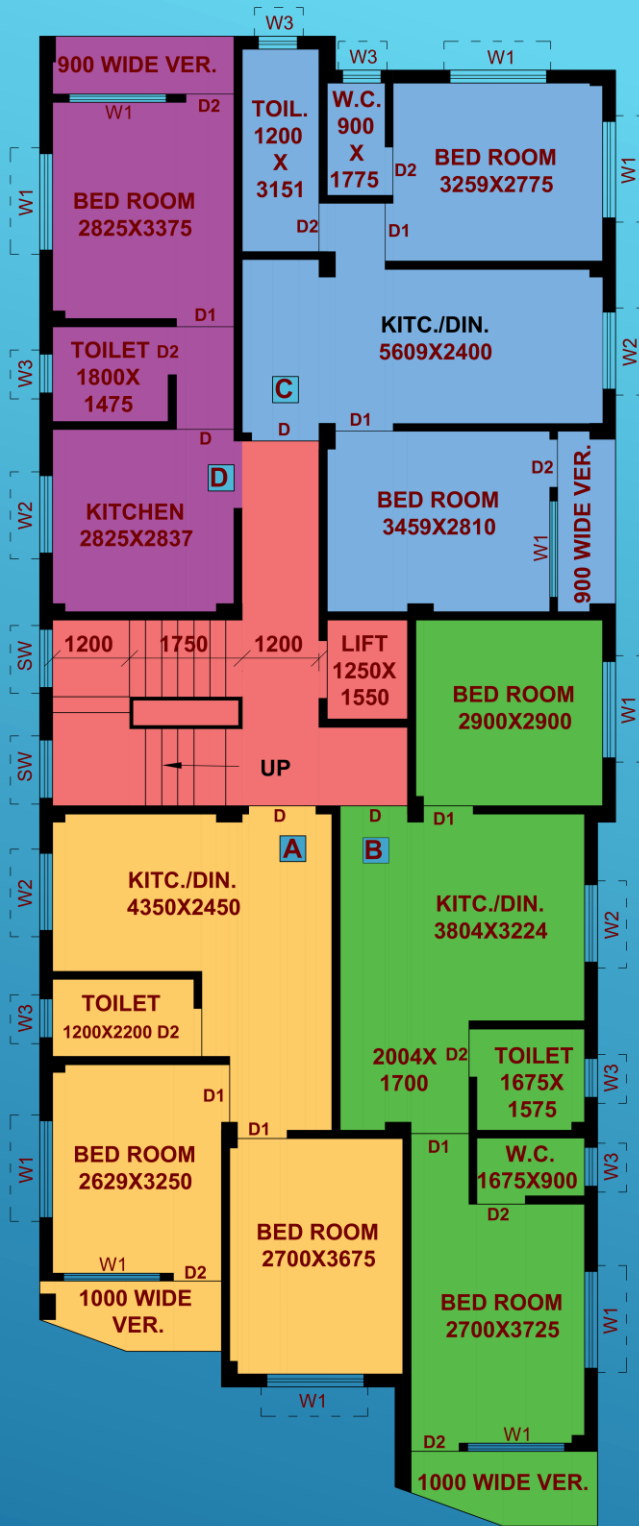 W3
900 WIDE VER.
W3
W1
D2
W1
TOIL.
1200
X
3151
W.C.
900
X
1775
BED ROOM
3259X2775
W1
D2
W1
BED ROOM
2825X3375
D2
D1
D1
KITC./DIN.
5609X2400
W2
TOILET D2
1800X
1475
W3
C
D1
D
D
D2
D
BED ROOM
3459X2810
W1
900 WIDE VER.
KITCHEN
2825X2837
W2
SW
1200
1750
1200
LIFT
1250X
1550
BED ROOM
2900X2900
W1
SW
UP
D
D
D1
A
B
W2
KITC./DIN.
4350X2450
KITC./DIN.
3804X3224
W2
W3
TOILET
1200X2200 D2
2004X
1700
D2
TOILET
1675X
1575
W3
D1
D1
D1
W1
BED ROOM
2629X3250
W.C.
1675X900
W3
D2
BED ROOM
2700X3675
W1
D2
1000 WIDE
VER.
BED ROOM
2700X3725
W1
W1
D2
W1
1000 WIDE VER.